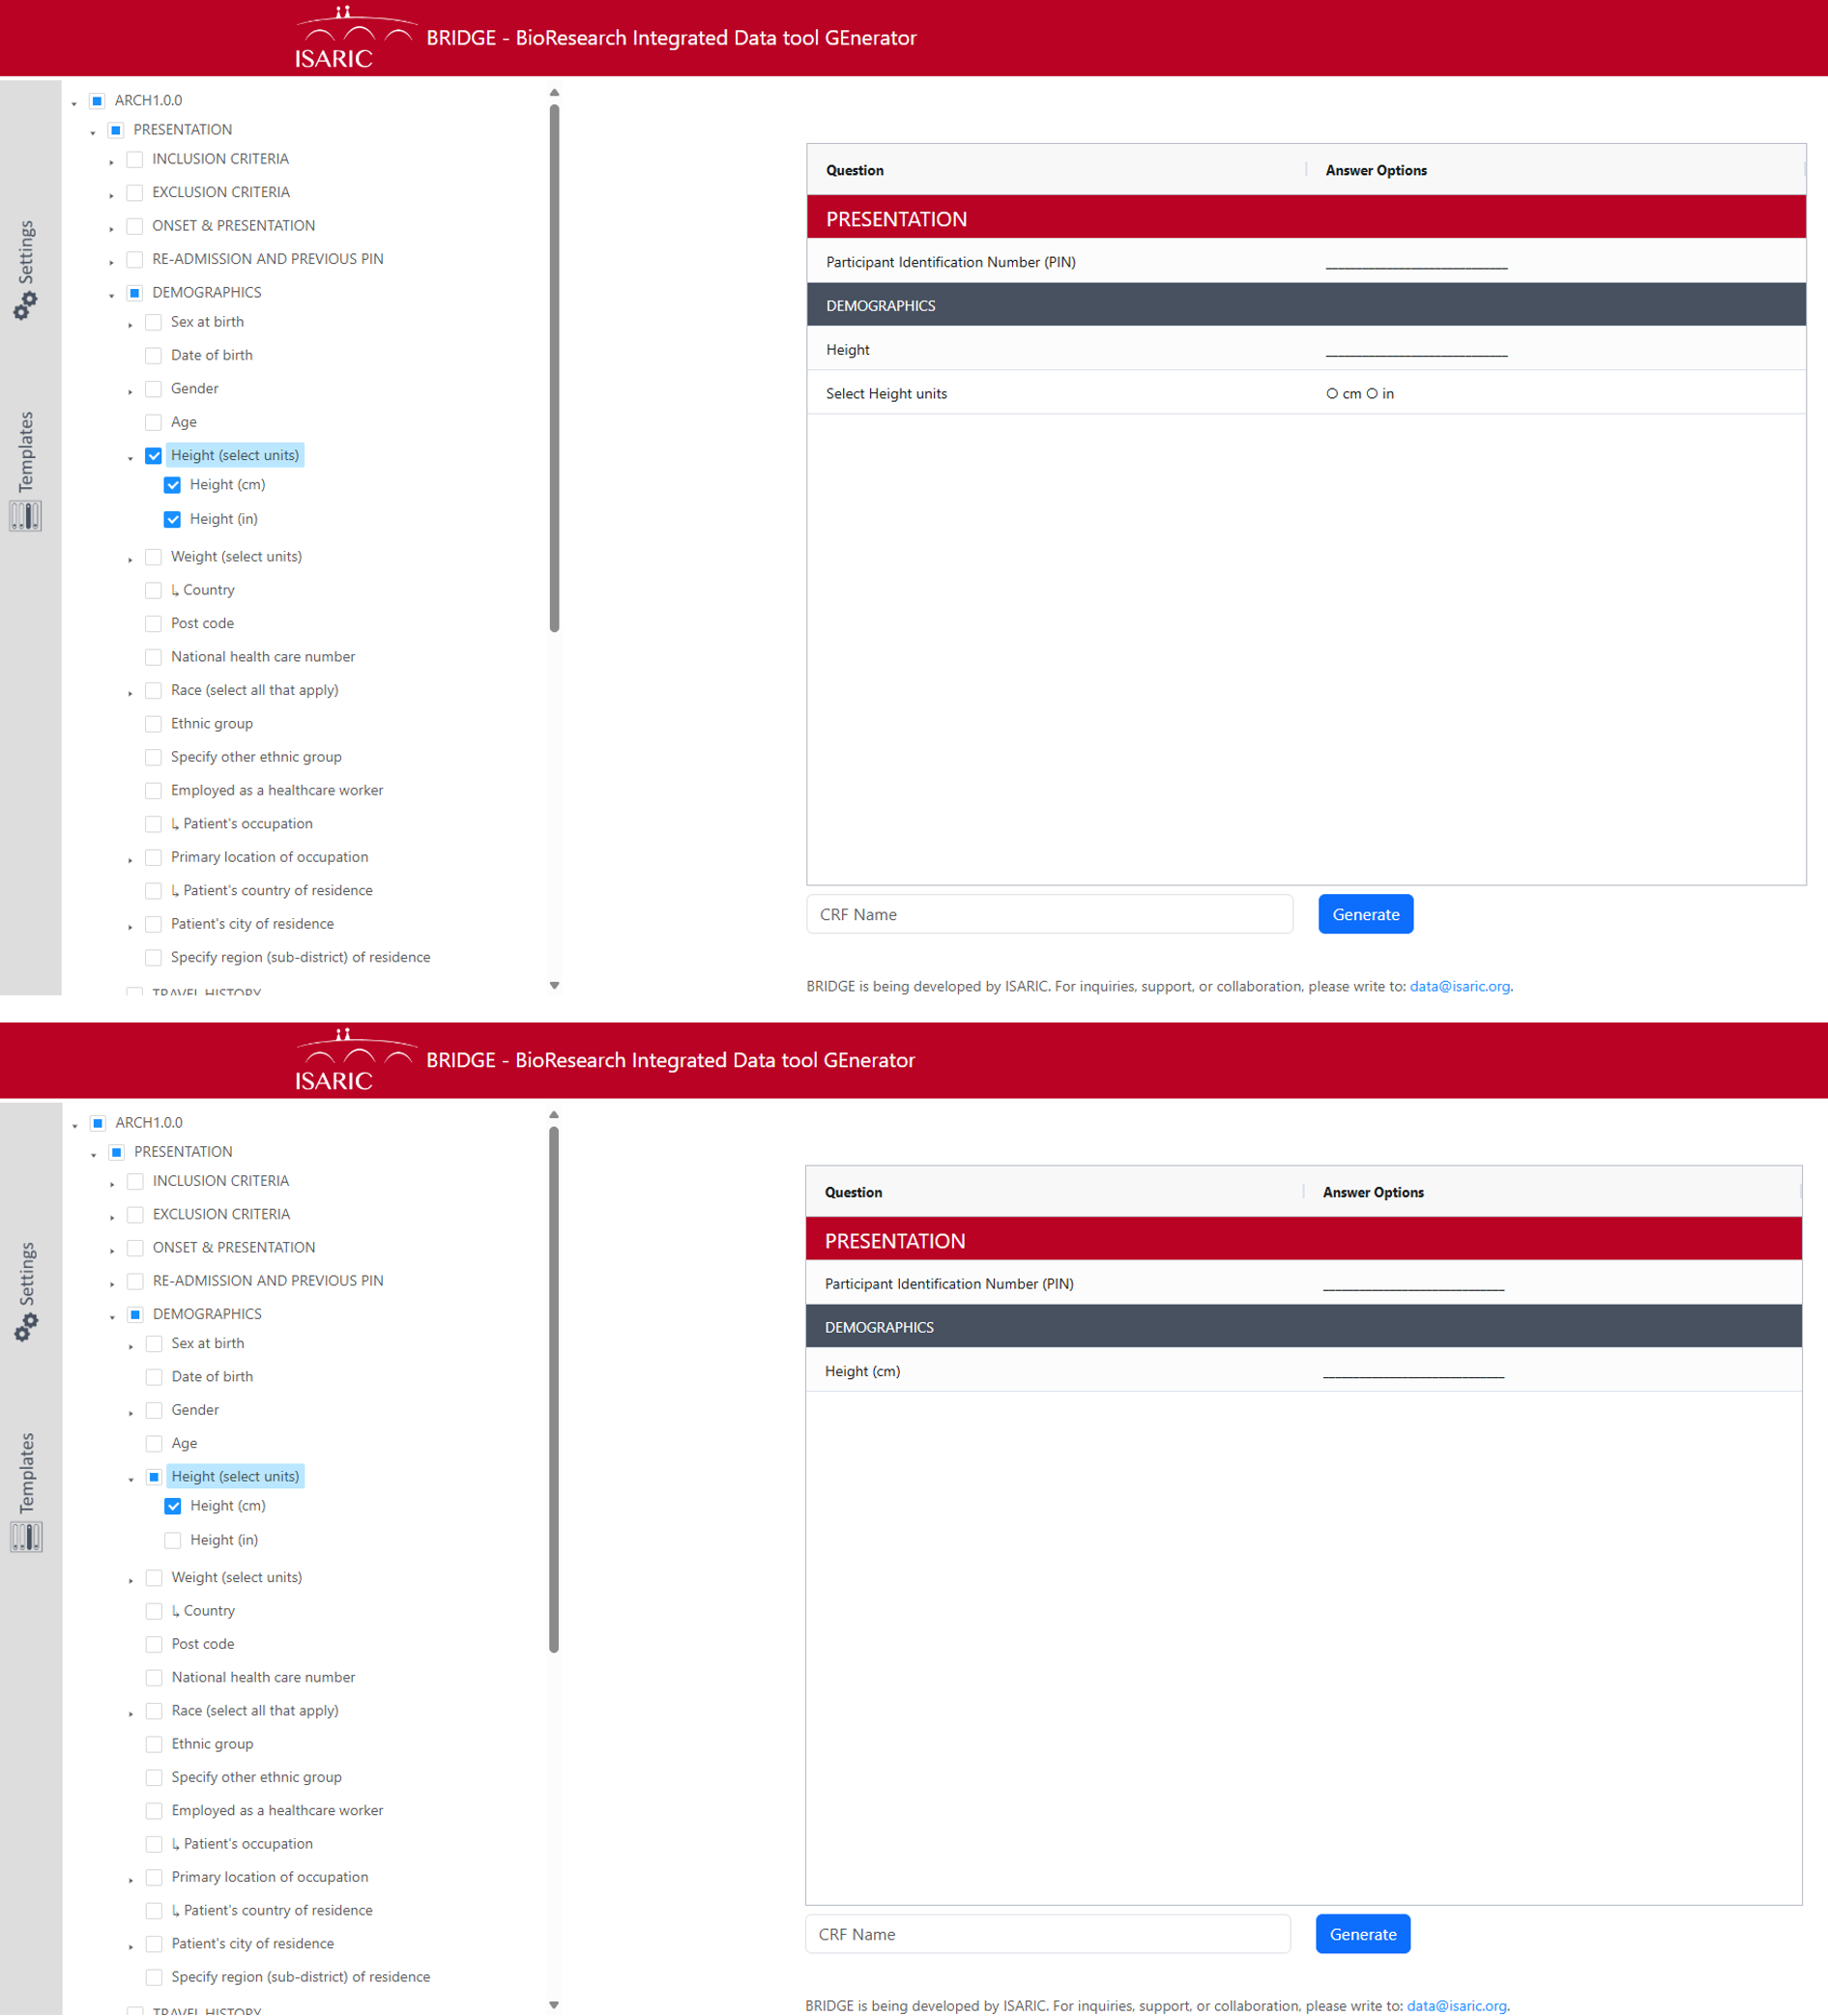 ISARIC
BRIDGE - BioResearch Integrated Data tool GEnerator
Settings
Templates
ARCH1.0.0
PRESENTATION
INCLUSION CRITERIA
EXCLUSION CRITERIA
ONSET & PRESENTATION
RE-ADMISSION AND PREVIOUS PIN
DEMOGRAPHICS
Sex at birth
Date of birth
Gender
Age
Height (select units)
Height (cm)
Height (in)
Weight (select units)
↳ Country
Post code
National health care number
Race (select all that apply)
Ethnic group
Specify other ethnic group
Employed as a healthcare worker
↳ Patient's occupation
Primary location of occupation
↳ Patient's country of residence
Patient's city of residence
Specify region (sub-district) of residence
TRAVEL HISTORY
Question Answer Options
PRESENTATION
Participant Identification Number (PIN) __________________________
DEMOGRAPHICS
Height __________________________
Select Height units ○ cm ○ in
CRF Name
Generate
BRIDGE is being developed by ISARIC. For inquiries, support, or collaboration, please write to: data@isaric.org.
ISARIC
BRIDGE - BioResearch Integrated Data tool GEnerator
Settings
Templates
ARCH1.0.0
PRESENTATION
INCLUSION CRITERIA
EXCLUSION CRITERIA
ONSET & PRESENTATION
RE-ADMISSION AND PREVIOUS PIN
DEMOGRAPHICS
Sex at birth
Date of birth
Gender
Age
Height (select units)
Height (cm)
Height (in)
Weight (select units)
↳ Country
Post code
National health care number
Race (select all that apply)
Ethnic group
Specify other ethnic group
Employed as a healthcare worker
↳ Patient's occupation
Primary location of occupation
↳ Patient's country of residence
Patient's city of residence
Specify region (sub-district) of residence
TRAVEL HISTORY
Question Answer Options
PRESENTATION
Participant Identification Number (PIN) __________________________
DEMOGRAPHICS
Height (cm) __________________________
CRF Name
Generate
BRIDGE is being developed by ISARIC. For inquiries, support, or collaboration, please write to: data@isaric.org.